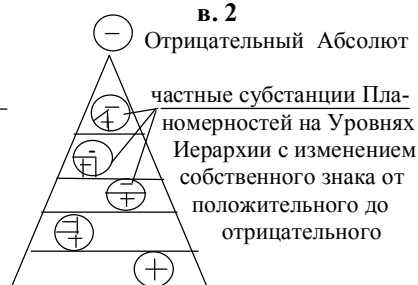 в. 2
Отрицательный Абсолют
частные субстанции Пла-
номерностей на Уровнях
Иерархии с изменением
собственного знака от
положительного до
отрицательного